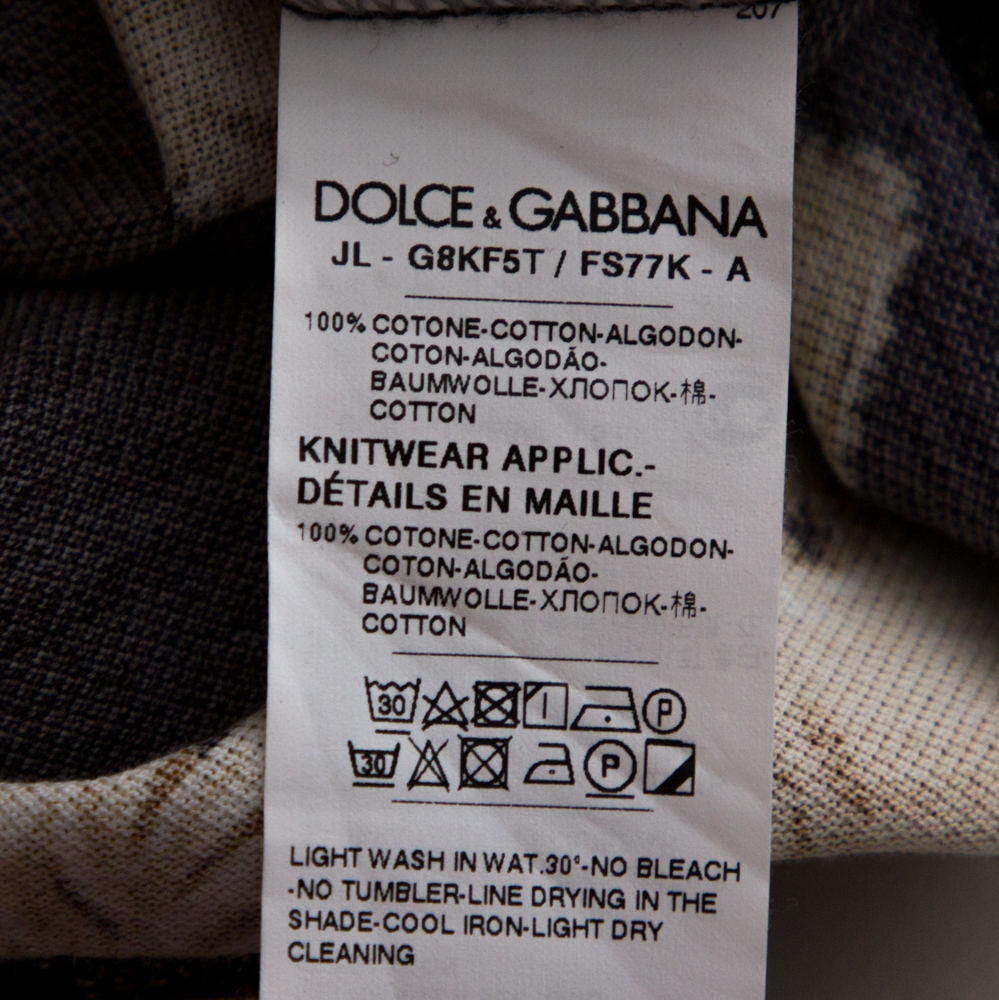 207
DOLCE & GABBANA
JL - G8KF5T / FS77K - A
100% COTONE-COTTON-ALGODON-
COTON-ALGODÃO-
BAUMWOLLE-ХЛОПОК-棉-
COTTON
KNITWEAR APPLIC.-
DÉTAILS EN MAILLE
100% COTONE-COTTON-ALGODON-
COTON-ALGODÃO-
BAUMWOLLE-ХЛОПОК-棉-
COTTON
30 P
30 P
LIGHT WASH IN WAT.30°-NO BLEACH
-NO TUMBLER-LINE DRYING IN THE
SHADE-COOL IRON-LIGHT DRY
CLEANING